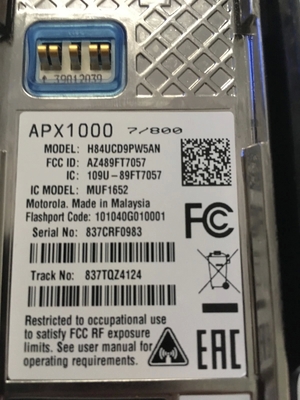 ↑ 39012039
APX1000 7/800
MODEL: H84UCD9PW5AN
FCC ID: AZ489FT7057
IC: 109U-89FT7057
IC MODEL: MUF1652
Motorola. Made in Malaysia
Flashport Code: 101040G010001
FC
Serial No: 837CRF0983
Track No: 837TQZ4124
Restricted to occupational use
to satisfy FCC RF exposure
limits. See user manual for
operating requirements.
EAC